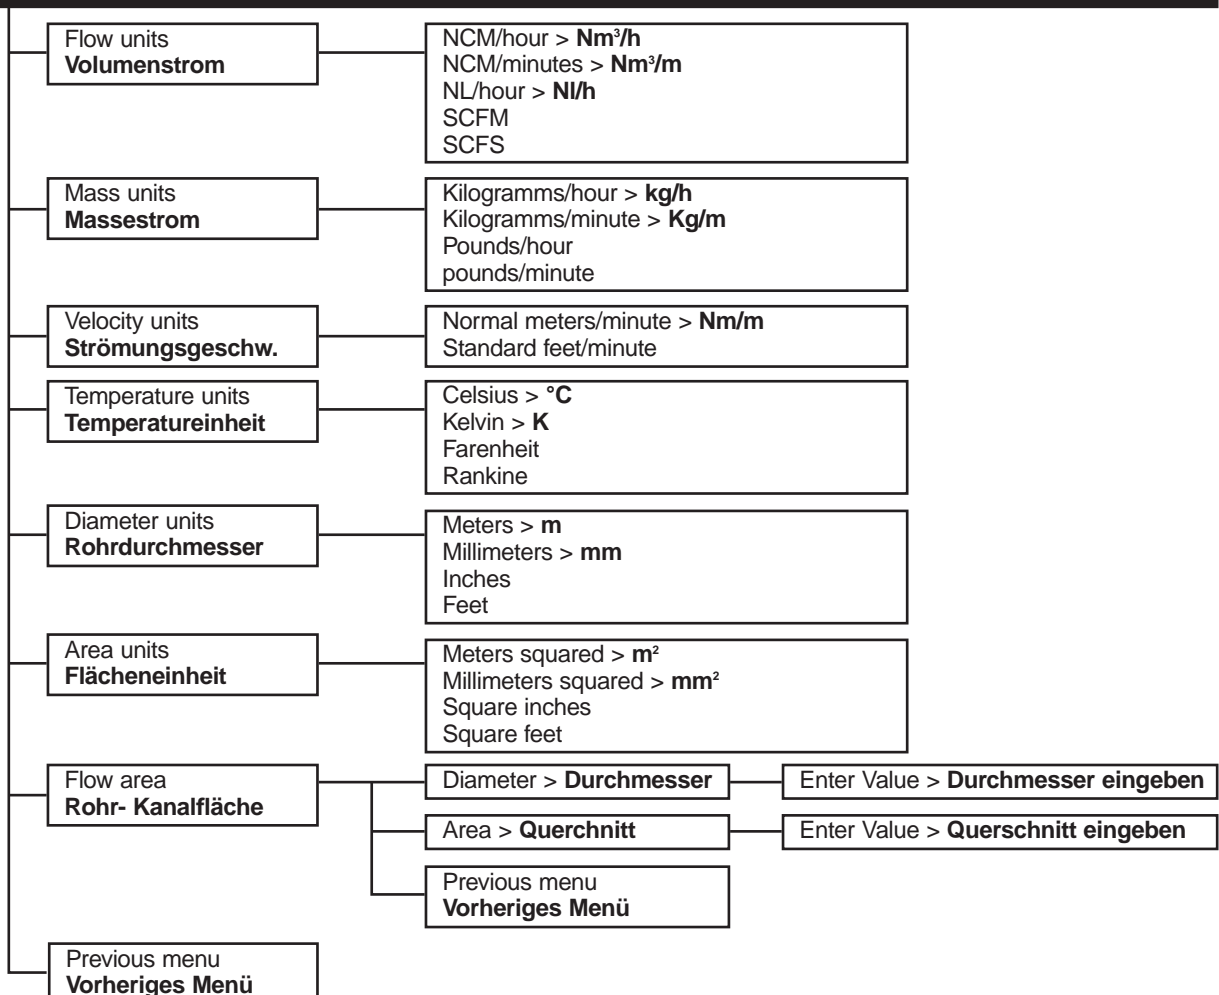 Flow units
Volumenstrom
NCM/hour > Nm³/h
NCM/minutes > Nm³/m
NL/hour > Nl/h
SCFM
SCFS
Mass units
Massestrom
Kilogramms/hour > kg/h
Kilogramms/minute > Kg/m
Pounds/hour
pounds/minute
Velocity units
Strömungsgeschw.
Normal meters/minute > Nm/m
Standard feet/minute
Temperature units
Temperatureinheit
Celsius > °C
Kelvin > K
Farenheit
Rankine
Diameter units
Rohrdurchmesser
Meters > m
Millimeters > mm
Inches
Feet
Area units
Flächeneinheit
Meters squared > m²
Millimeters squared > mm²
Square inches
Square feet
Flow area
Rohr- Kanalfläche
Diameter > Durchmesser
Enter Value > Durchmesser eingeben
Area > Querchnitt
Enter Value > Querschnitt eingeben
Previous menu
Vorheriges Menü
Previous menu
Vorheriges Menü